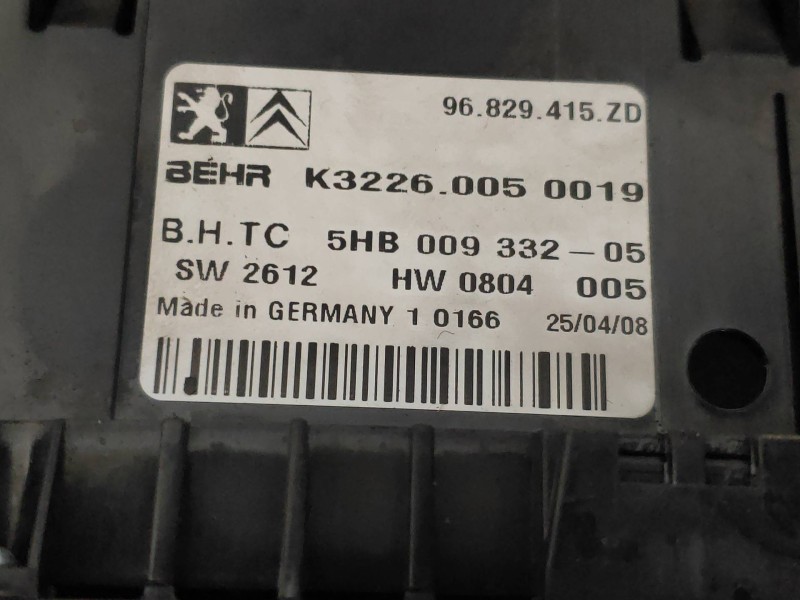 96.829.415.ZD
BEHR K3226.005 0019
B.H.TC 5HB 009 332-05
SW 2612 HW 0804 005
Made in GERMANY 1 0166 25/04/08